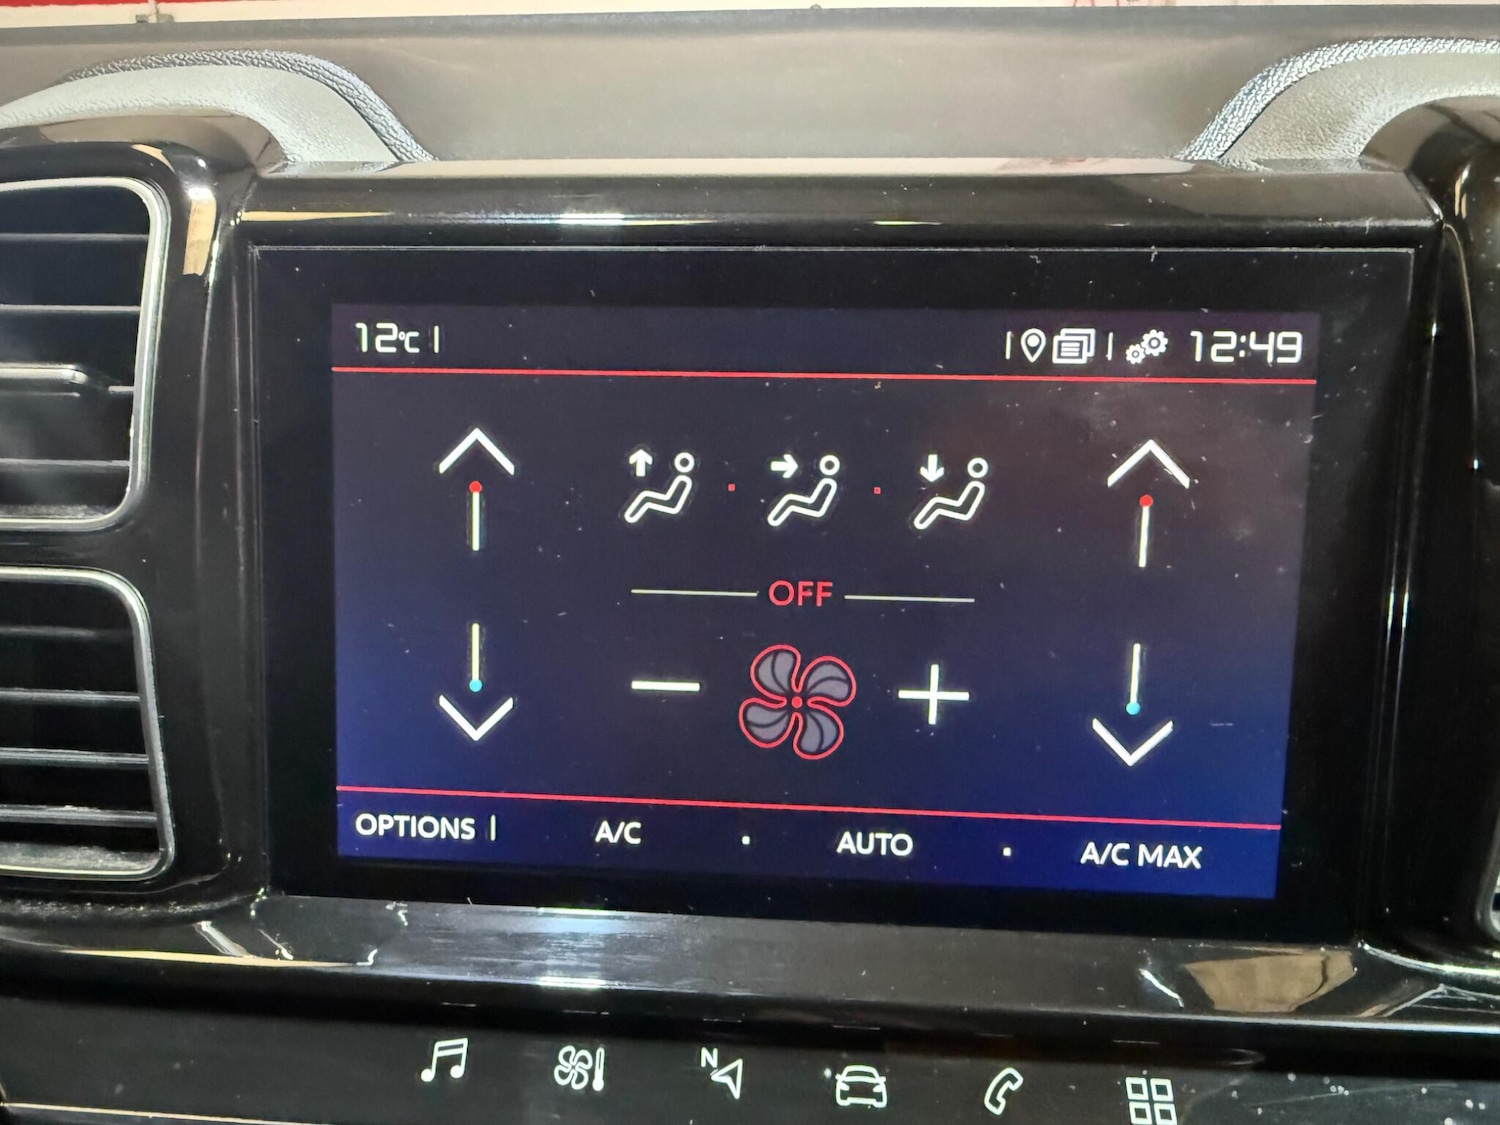 12°C
12:49
OFF
OPTIONS A/C AUTO A/C MAX
N